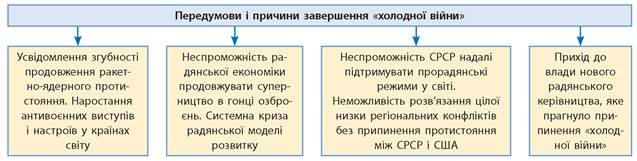 Передумови і причини завершення «холодної війни»
Усвідомлення згубності
продовження ракет-
но-ядерного проти-
стояння. Наростання
антивоєнних виступів
і настроїв у країнах
світу
Неспроможність ра-
дянської економіки
продовжувати супер-
ництво в гонці озбро-
єнь. Системна криза
радянської моделі
розвитку
Неспроможність СРСР надалі
підтримувати прорадянські
режими у світі.
Неможливість розв’язання цілої
низки регіональних конфліктів
без припинення протистояння
між СРСР і США
Прихід до
влади нового
радянського
керівництва, яке
прагнуло при-
пинення «холод-
ної війни»